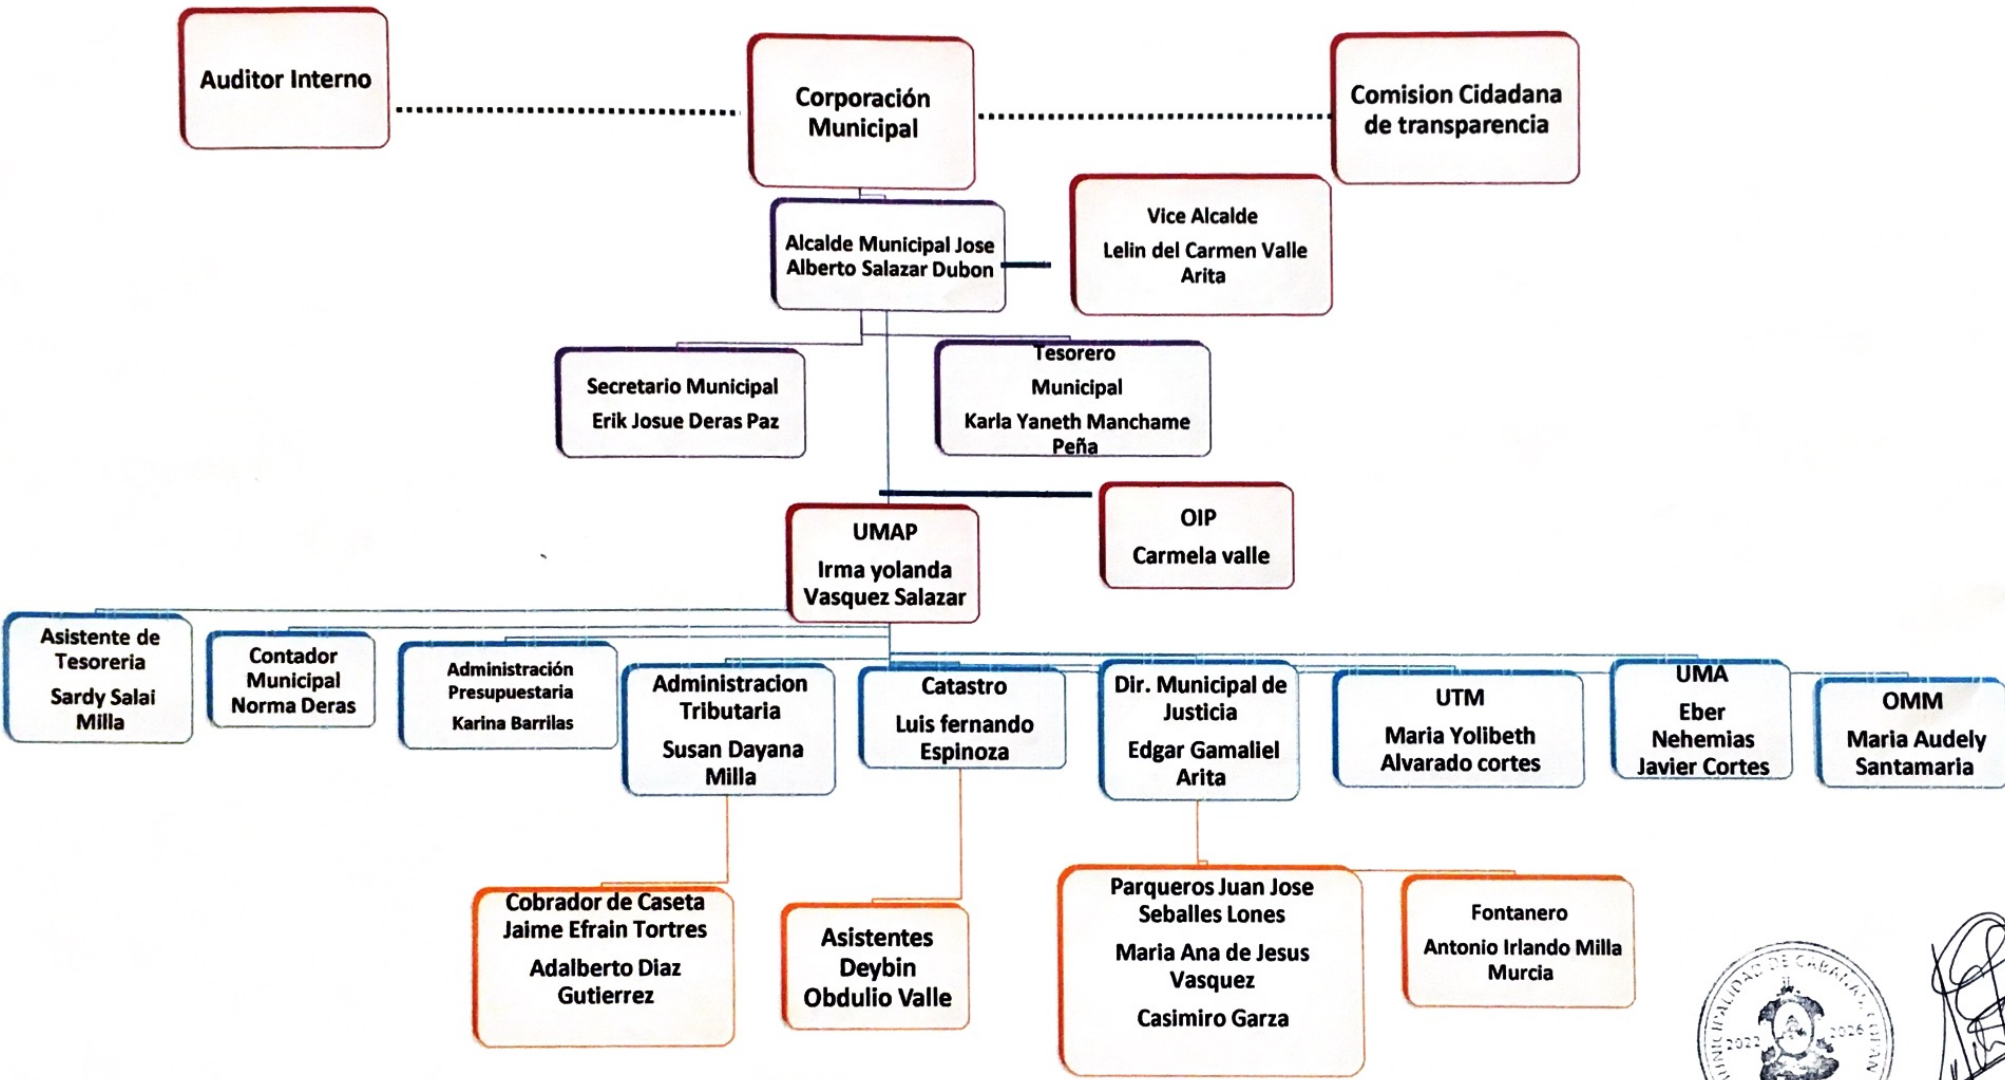 Auditor Interno
Corporación
Municipal
Comision Cidadana
de transparencia
Alcalde Municipal Jose
Alberto Salazar Dubon
Vice Alcalde
Lelin del Carmen Valle
Arita
Secretario Municipal
Erik Josue Deras Paz
Tesorero
Municipal
Karla Yaneth Manchame
Peña
UMAP
Irma yolanda
Vasquez Salazar
OIP
Carmela valle
Asistente de
Tesoreria
Sardy Salai
Milla
Contador
Municipal
Norma Deras
Administración
Presupuestaria
Karina Barrilas
Administracion
Tributaria
Susan Dayana
Milla
Catastro
Luis fernando
Espinoza
Dir. Municipal de
Justicia
Edgar Gamaliel
Arita
UTM
Maria Yolibeth
Alvarado cortes
UMA
Eber
Nehemias
Javier Cortes
OMM
Maria Audely
Santamaria
Cobrador de Caseta
Jaime Efrain Tortres
Adalberto Diaz
Gutierrez
Asistentes
Deybin
Obdulio Valle
Parqueros Juan Jose
Seballes Lones
Maria Ana de Jesus
Vasquez
Casimiro Garza
Fontanero
Antonio Irlando Milla
Murcia
DE CABAÑAS COPAN
2022 2026